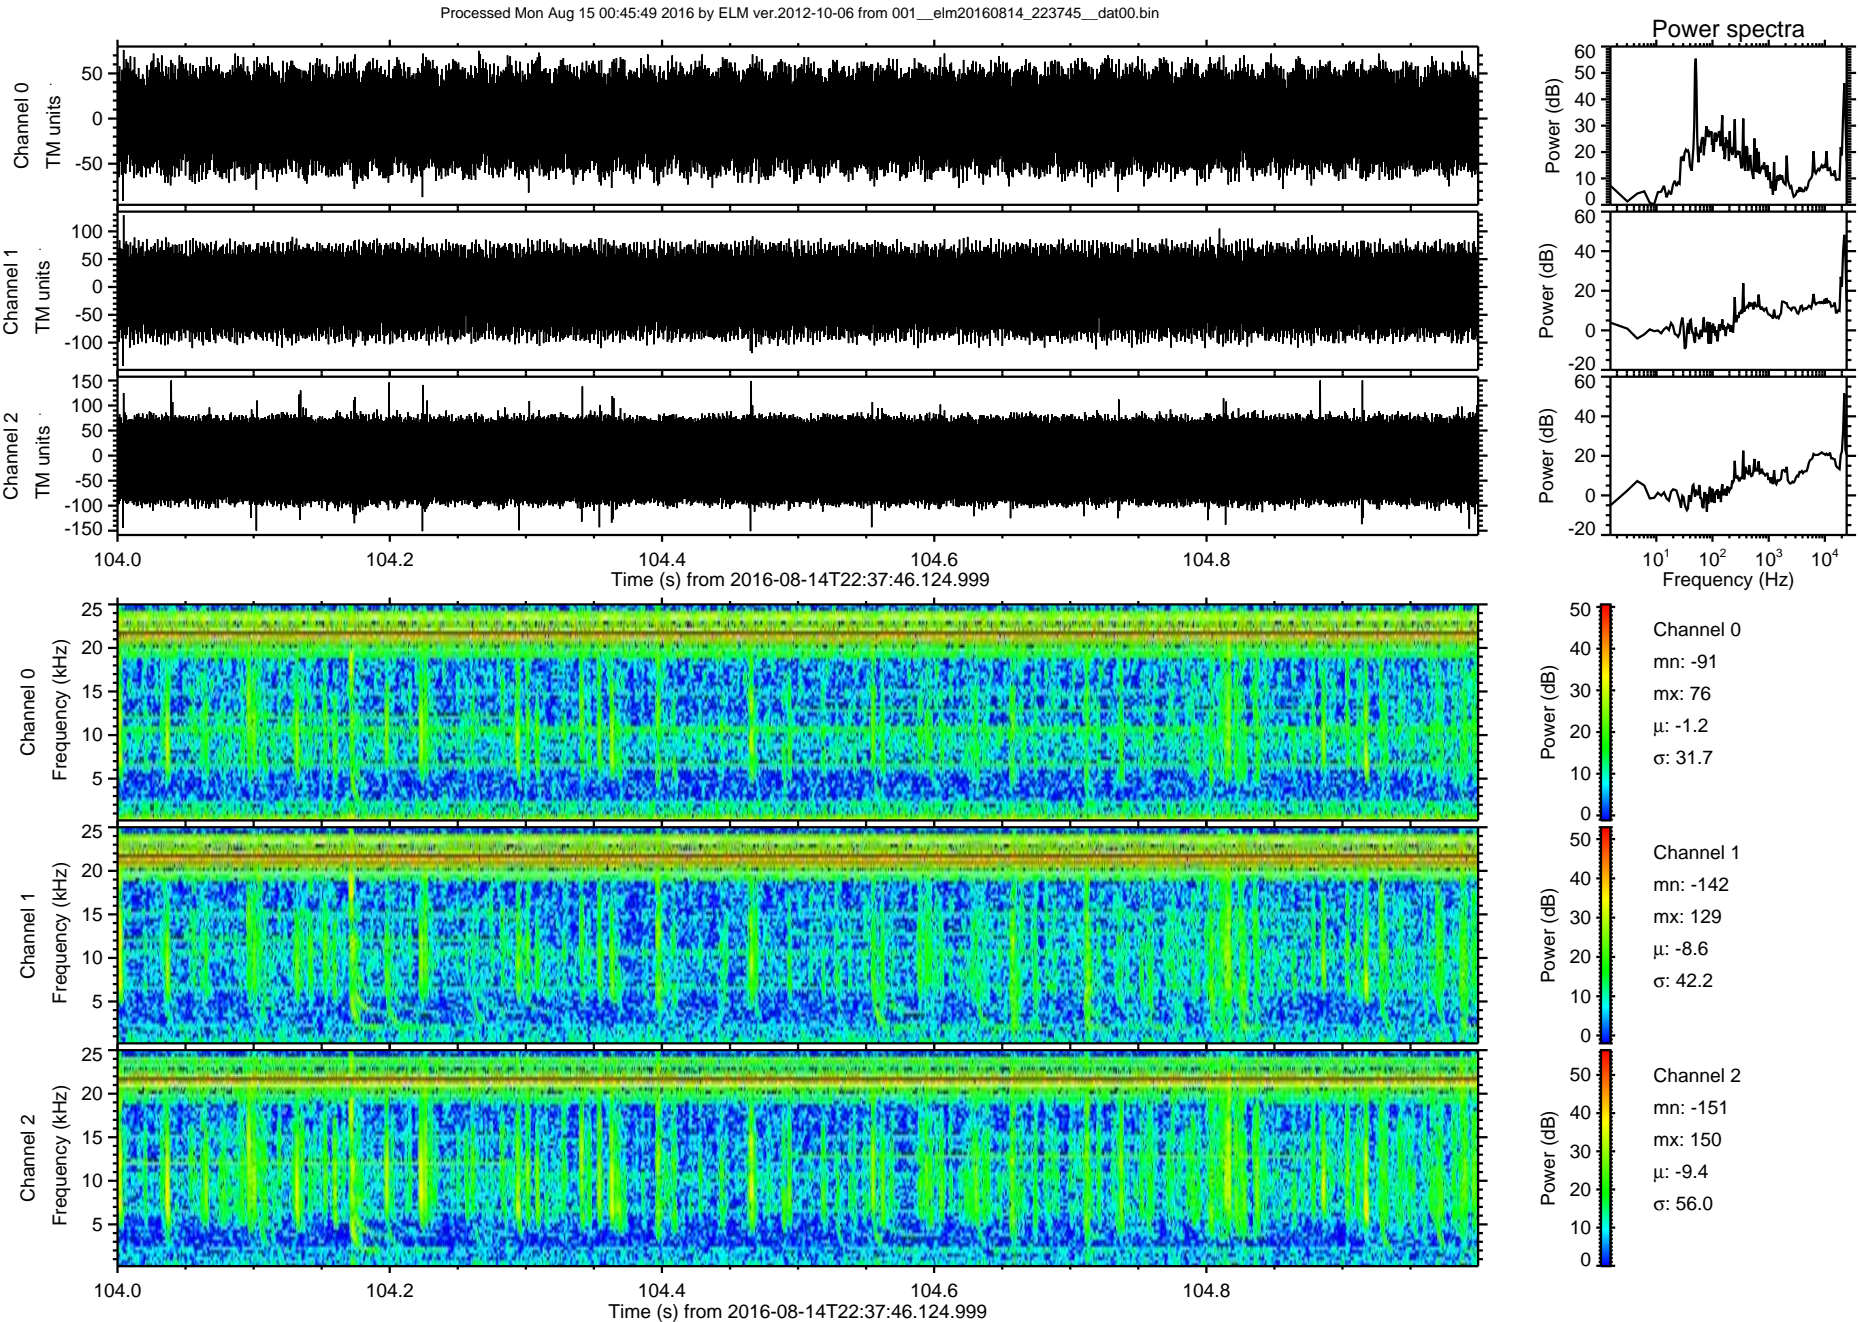 Processed Mon Aug 15 00:45:49 2016 by ELM ver.2012-10-06 from 001__elm20160814_223745__dat00.bin
Power spectra
Channel 0
TM units
50
0
-50
Power (dB)
60
50
40
30
20
10
0
Channel 1
TM units
100
50
0
-50
-100
Power (dB)
60
40
20
0
-20
Channel 2
TM units
150
100
50
0
-50
-100
-150
Power (dB)
60
40
20
0
-20
104.0 104.2 104.4 104.6 104.8
Time (s) from 2016-08-14T22:37:46.124.999
10^1 10^2 10^3 10^4
Frequency (Hz)
Channel 0
Frequency (kHz)
25
20
15
10
5
Power (dB)
50
40
30
20
10
0
Channel 0
mn: -91
mx: 76
µ: -1.2
σ: 31.7
Channel 1
Frequency (kHz)
25
20
15
10
5
Power (dB)
50
40
30
20
10
0
Channel 1
mn: -142
mx: 129
µ: -8.6
σ: 42.2
Channel 2
Frequency (kHz)
25
20
15
10
5
Power (dB)
50
40
30
20
10
0
Channel 2
mn: -151
mx: 150
µ: -9.4
σ: 56.0
104.0 104.2 104.4 104.6 104.8
Time (s) from 2016-08-14T22:37:46.124.999